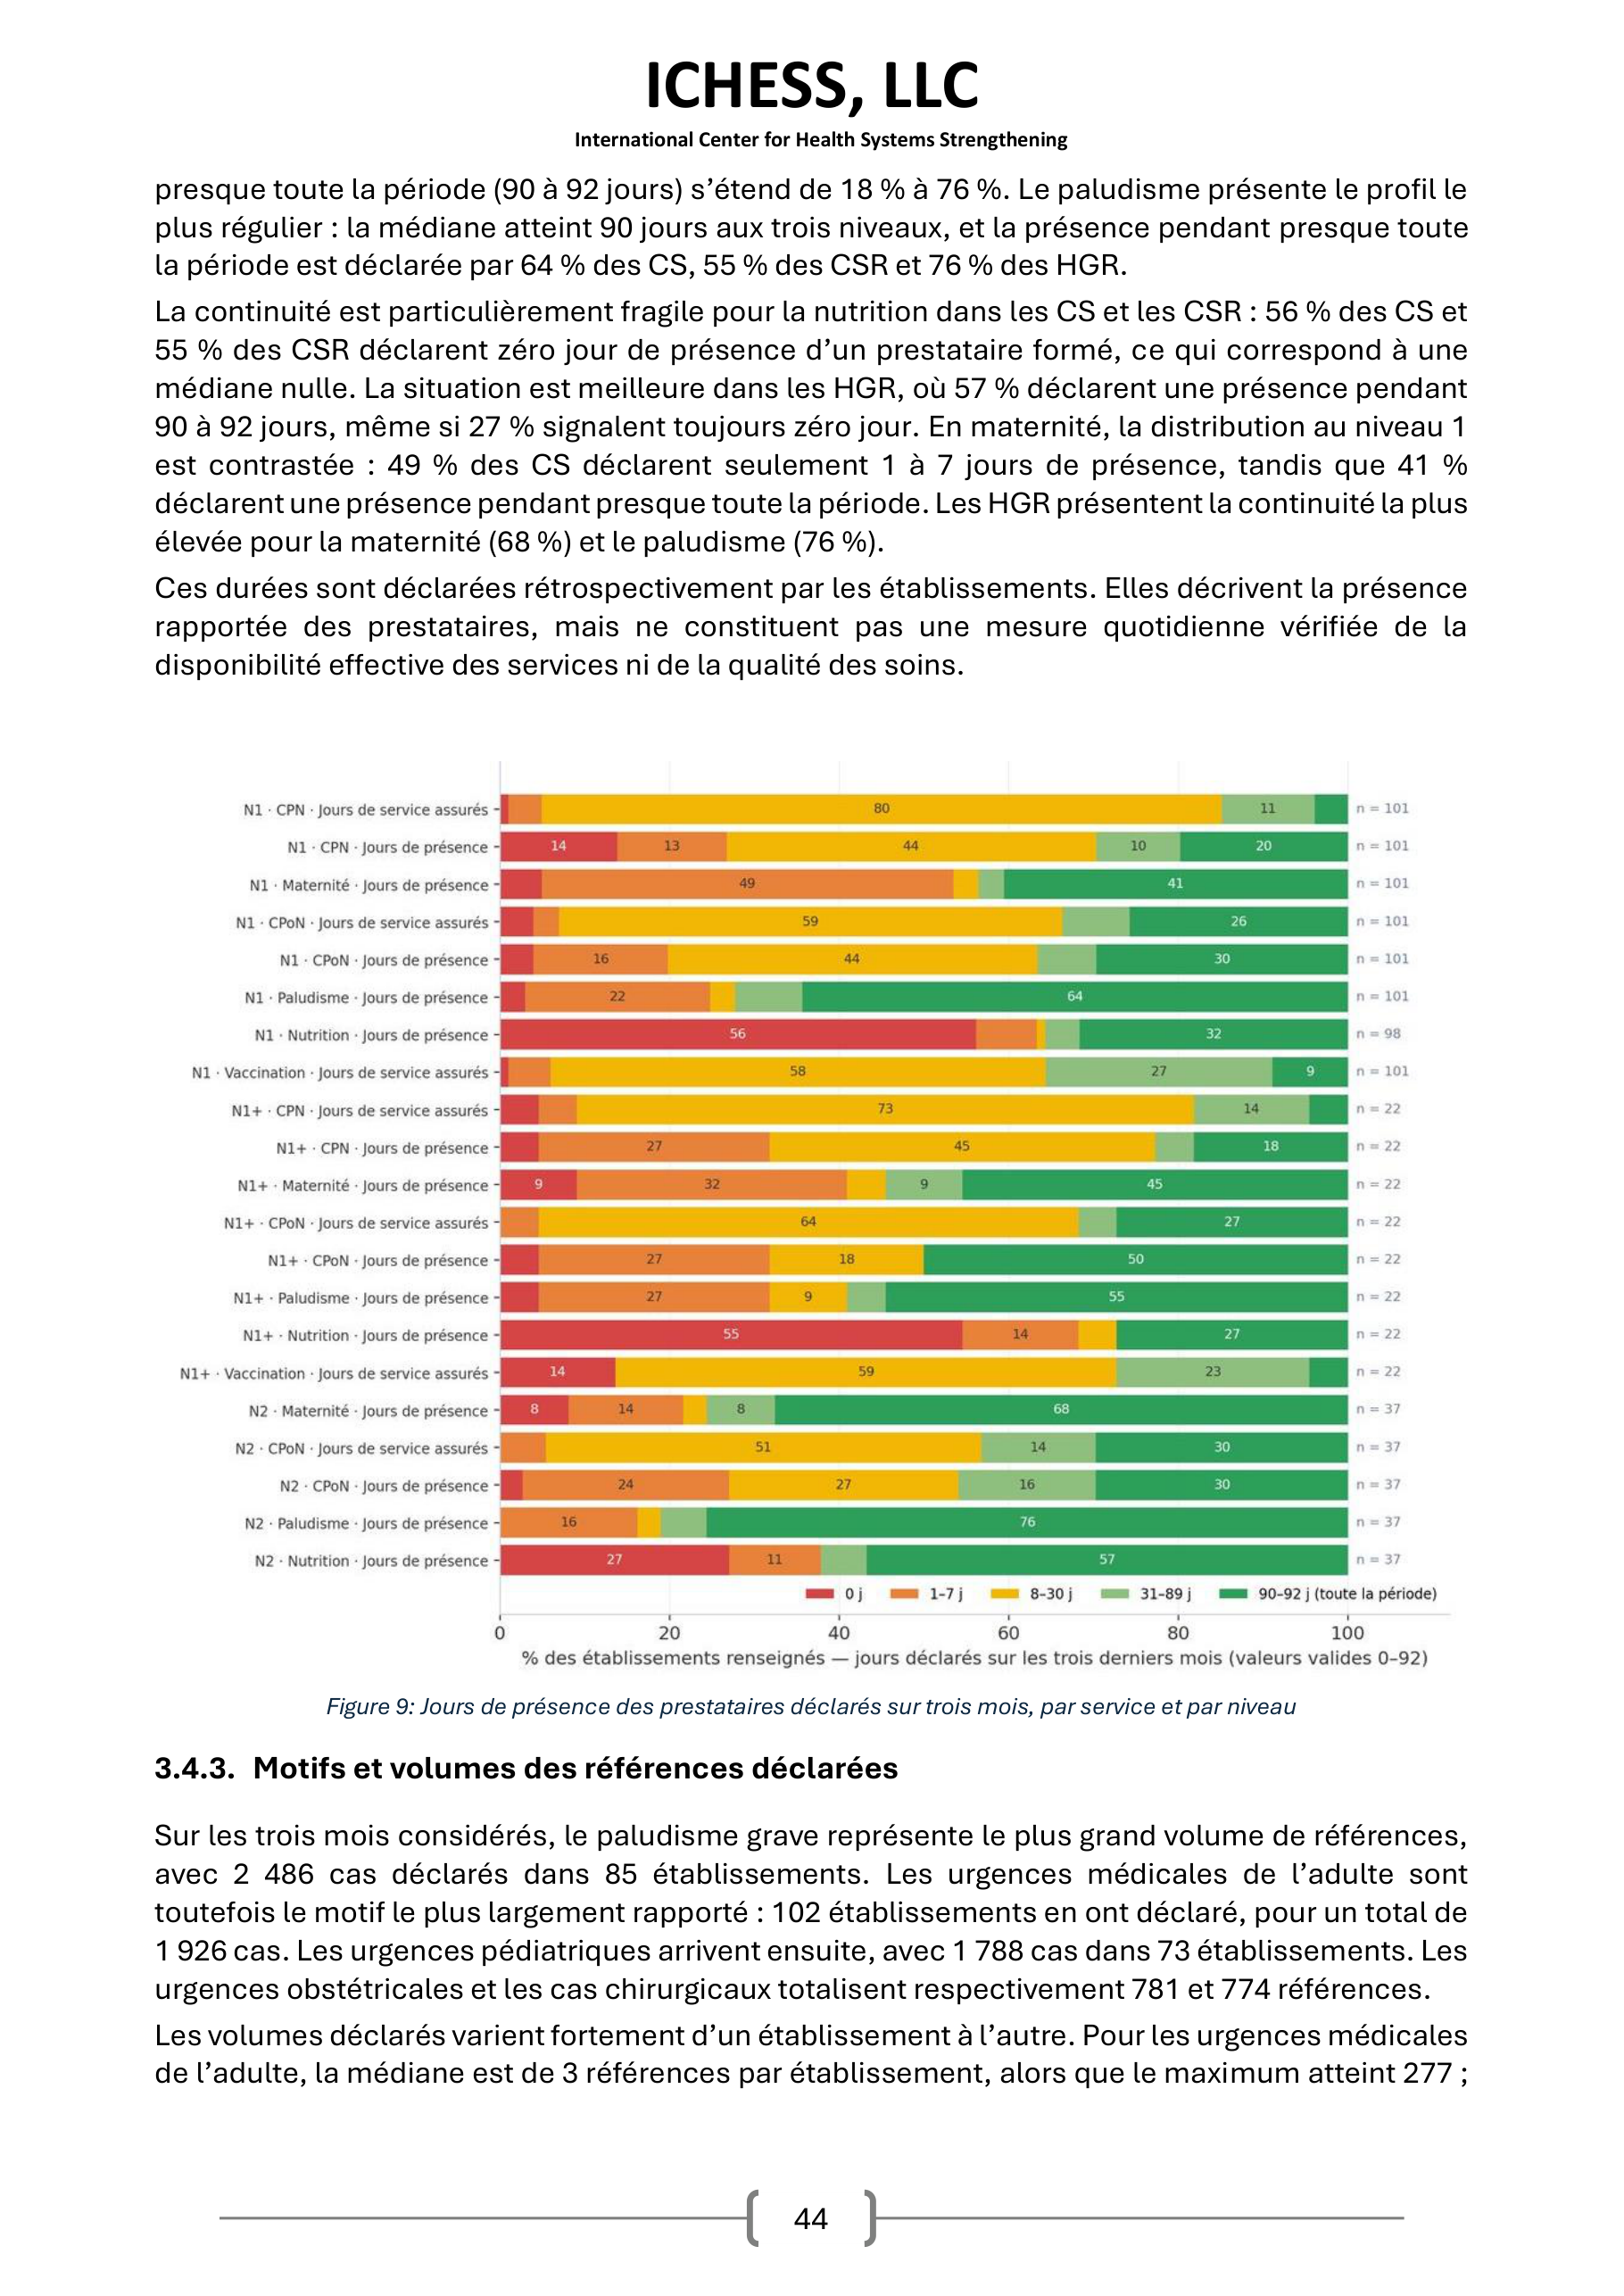 ICHESS, LLC
International Center for Health Systems Strengthening
presque toute la période (90 à 92 jours) s’étend de 18 % à 76 %. Le paludisme présente le profil le
plus régulier : la médiane atteint 90 jours aux trois niveaux, et la présence pendant presque toute
la période est déclarée par 64 % des CS, 55 % des CSR et 76 % des HGR.
La continuité est particulièrement fragile pour la nutrition dans les CS et les CSR : 56 % des CS et
55 % des CSR déclarent zéro jour de présence d’un prestataire formé, ce qui correspond à une
médiane nulle. La situation est meilleure dans les HGR, où 57 % déclarent une présence pendant
90 à 92 jours, même si 27 % signalent toujours zéro jour. En maternité, la distribution au niveau 1
est contrastée : 49 % des CS déclarent seulement 1 à 7 jours de présence, tandis que 41 %
déclarent une présence pendant presque toute la période. Les HGR présentent la continuité la plus
élevée pour la maternité (68 %) et le paludisme (76 %).
Ces durées sont déclarées rétrospectivement par les établissements. Elles décrivent la présence
rapportée des prestataires, mais ne constituent pas une mesure quotidienne vérifiée de la
disponibilité effective des services ni de la qualité des soins.
N1 · CPN · Jours de service assurés 80 11 n = 101
N1 · CPN · Jours de présence 14 13 44 10 20 n = 101
N1 · Maternité · Jours de présence 49 41 n = 101
N1 · CPoN · Jours de service assurés 59 26 n = 101
N1 · CPoN · Jours de présence 16 44 30 n = 101
N1 · Paludisme · Jours de présence 22 64 n = 101
N1 · Nutrition · Jours de présence 56 32 n = 98
N1 · Vaccination · Jours de service assurés 58 27 9 n = 101
N1+ · CPN · Jours de service assurés 73 14 n = 22
N1+ · CPN · Jours de présence 27 45 18 n = 22
N1+ · Maternité · Jours de présence 9 32 9 45 n = 22
N1+ · CPoN · Jours de service assurés 64 27 n = 22
N1+ · CPoN · Jours de présence 27 18 50 n = 22
N1+ · Paludisme · Jours de présence 27 9 55 n = 22
N1+ · Nutrition · Jours de présence 55 14 27 n = 22
N1+ · Vaccination · Jours de service assurés 14 59 23 n = 22
N2 · Maternité · Jours de présence 8 14 8 68 n = 37
N2 · CPoN · Jours de service assurés 51 14 30 n = 37
N2 · CPoN · Jours de présence 24 27 16 30 n = 37
N2 · Paludisme · Jours de présence 16 76 n = 37
N2 · Nutrition · Jours de présence 27 11 57 n = 37
0 j 1–7 j 8–30 j 31–89 j 90–92 j (toute la période)
0 20 40 60 80 100
% des établissements renseignés — jours déclarés sur les trois derniers mois (valeurs valides 0–92)
Figure 9: Jours de présence des prestataires déclarés sur trois mois, par service et par niveau
3.4.3. Motifs et volumes des références déclarées
Sur les trois mois considérés, le paludisme grave représente le plus grand volume de références,
avec 2 486 cas déclarés dans 85 établissements. Les urgences médicales de l’adulte sont
toutefois le motif le plus largement rapporté : 102 établissements en ont déclaré, pour un total de
1 926 cas. Les urgences pédiatriques arrivent ensuite, avec 1 788 cas dans 73 établissements. Les
urgences obstétricales et les cas chirurgicaux totalisent respectivement 781 et 774 références.
Les volumes déclarés varient fortement d’un établissement à l’autre. Pour les urgences médicales
de l’adulte, la médiane est de 3 références par établissement, alors que le maximum atteint 277 ;
44